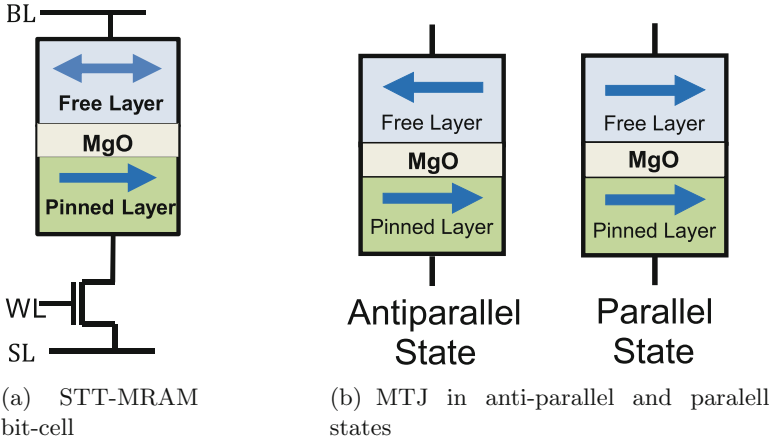 BL
Free Layer
MgO
Pinned Layer
WL
SL
(a) STT-MRAM
bit-cell
Free Layer
MgO
Pinned Layer
Antiparallel
State
Free Layer
MgO
Pinned Layer
Parallel
State
(b) MTJ in anti-parallel and paralell
states